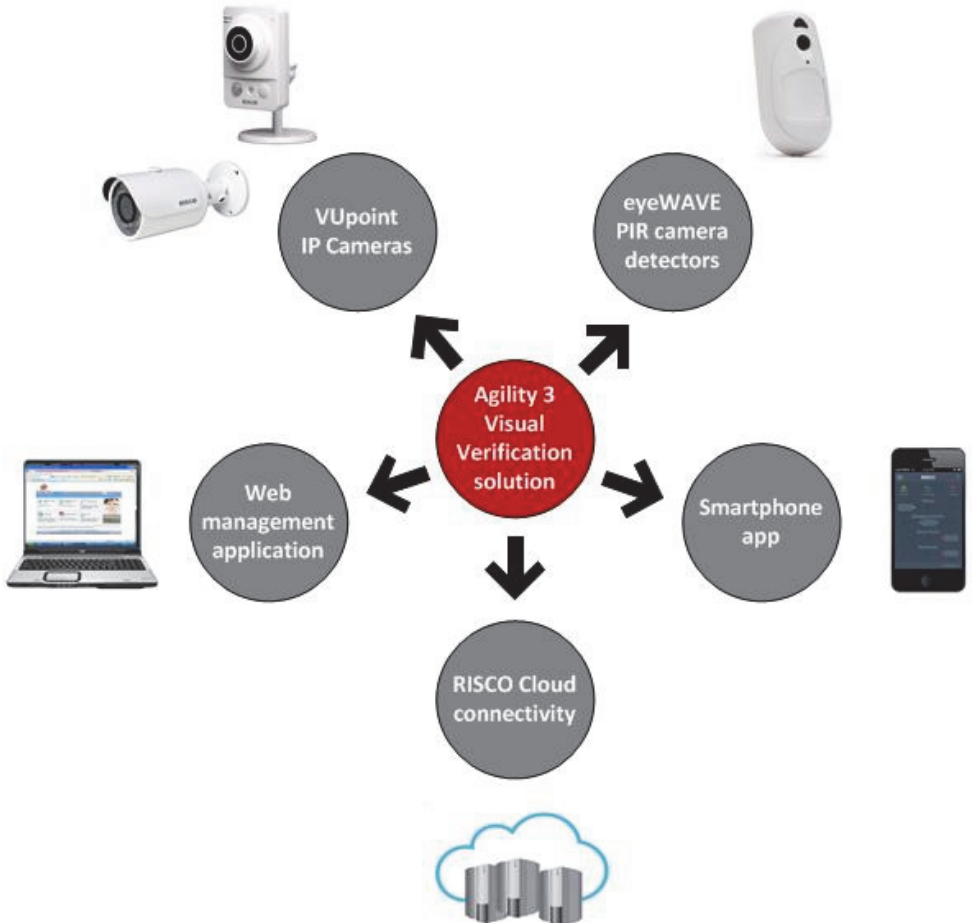 VUpoint
IP Cameras
eyeWAVE
PIR camera
detectors
Agility 3
Visual
Verification
solution
Web
management
application
Smartphone
app
RISCO Cloud
connectivity